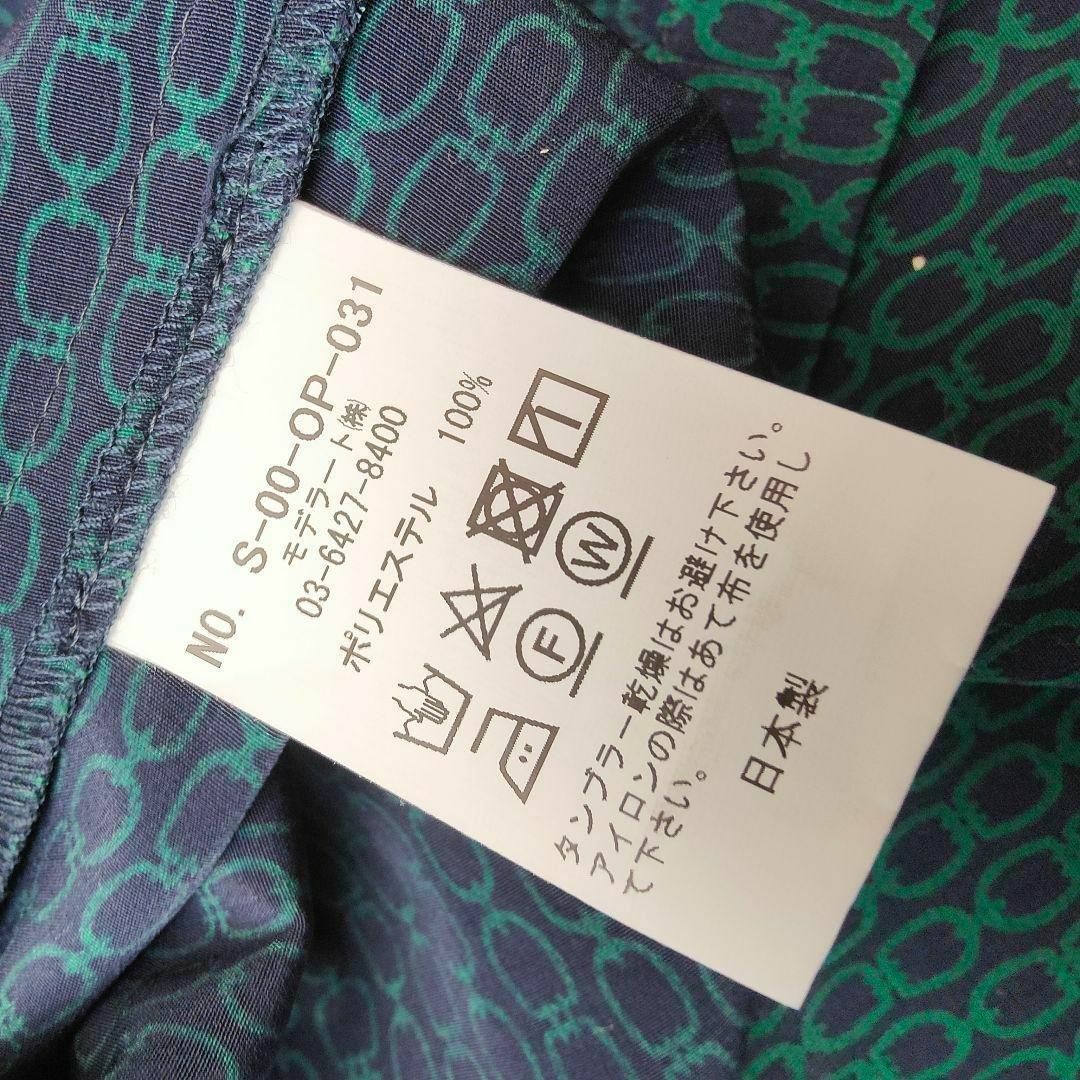 NO. S-00-OP-031
モデラート㈱
03-6427-8400
ポリエステル 100%
F W
タンブラー乾燥はお避け下さい。
アイロンの際はあて布を使用し
て下さい。
日本製